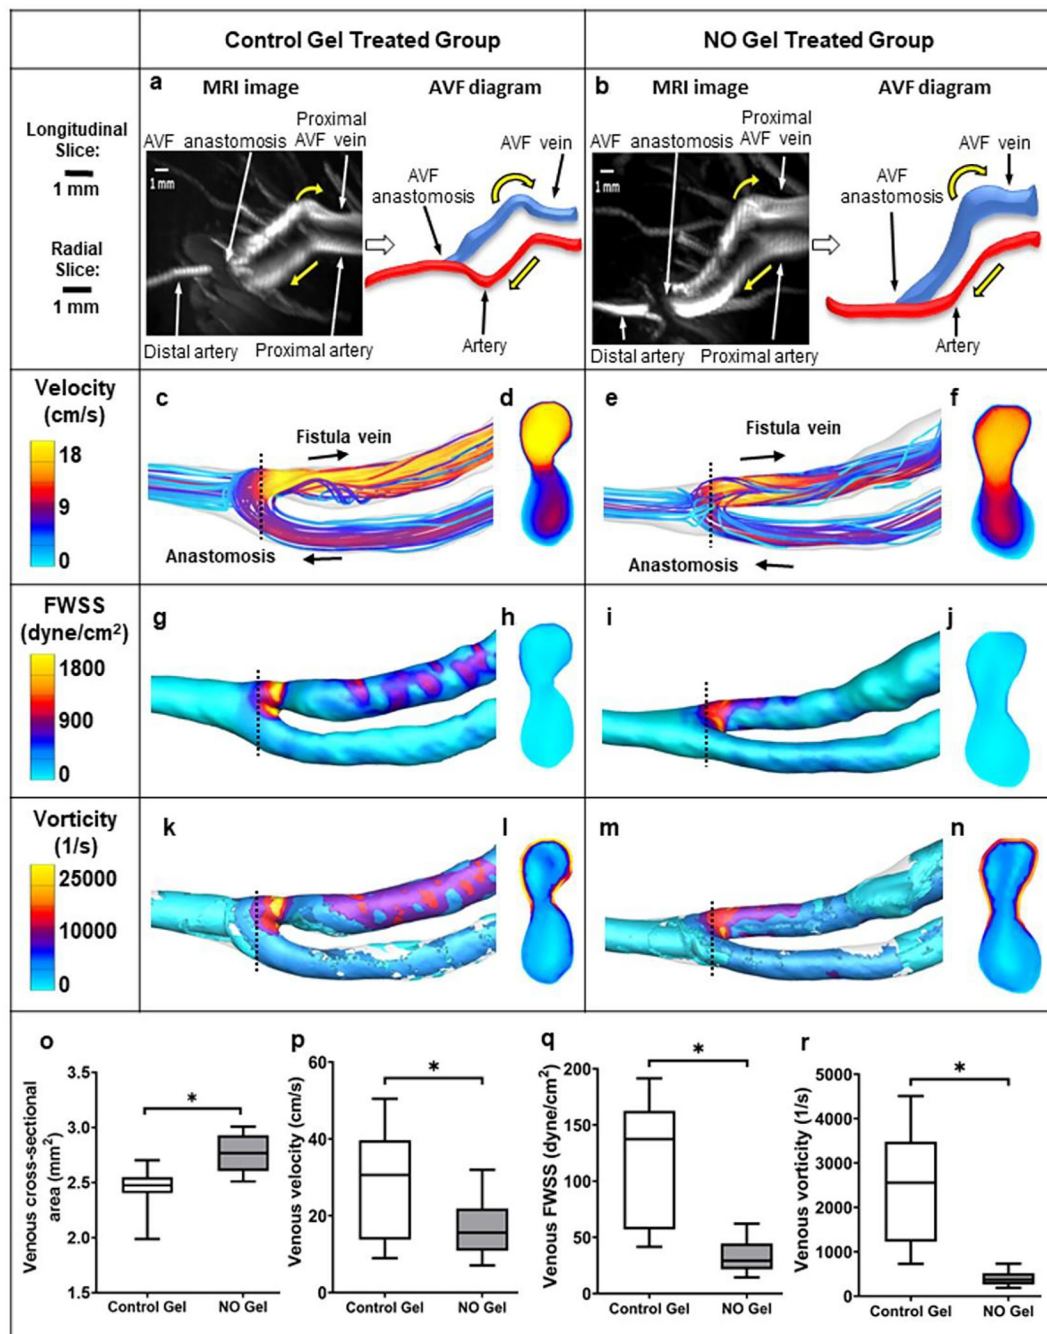 Control Gel Treated Group
NO Gel Treated Group
Longitudinal
Slice:
1 mm
Radial
Slice:
1 mm
a
MRI image
AVF diagram
Proximal
AVF anastomosis AVF vein
1 mm
AVF vein
AVF
anastomosis
Distal artery
Proximal artery
Artery
b
MRI image
AVF diagram
Proximal
AVF anastomosis AVF vein
1 mm
AVF vein
AVF
anastomosis
Distal artery
Proximal artery
Artery
Velocity
(cm/s)
18
9
0
c
Fistula vein
Anastomosis
d
e
Fistula vein
Anastomosis
f
FWSS
(dyne/cm²)
1800
900
0
g
h
i
j
Vorticity
(1/s)
25000
10000
0
k
l
m
n
o
Venous cross-sectional
area (mm²)
3.5
3.0
2.5
2.0
1.5
*
Control Gel
NO Gel
p
Venous velocity (cm/s)
60
40
20
0
*
Control Gel
NO Gel
q
Venous FWSS (dyne/cm²)
200
150
100
50
0
*
Control Gel
NO Gel
r
Venous vorticity (1/s)
5000
4000
3000
2000
1000
0
*
Control Gel
NO Gel